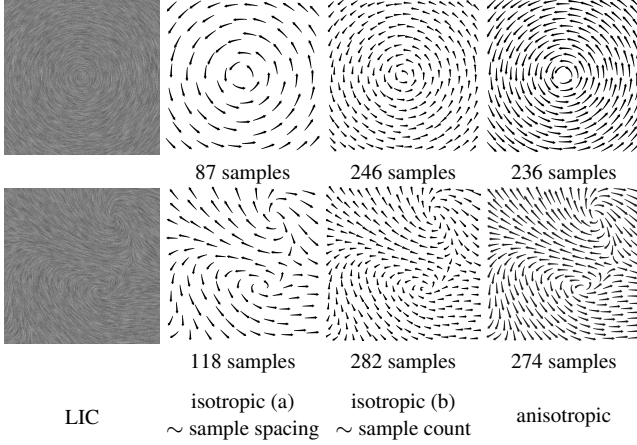 87 samples 246 samples 236 samples
118 samples 282 samples 274 samples
LIC isotropic (a) isotropic (b) anisotropic
∼ sample spacing ∼ sample count